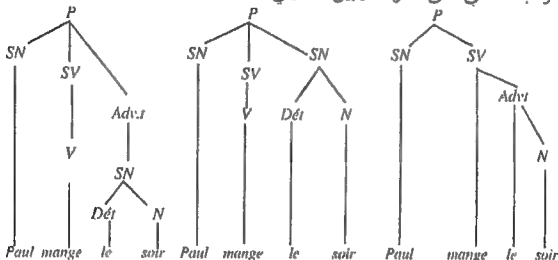 P P P
SN SN SN SN SV
SV SV
Advt
Adv.t V Dét N
V N
SN
Dét N
Paul mange le soir Paul mange le soir Paul mange le soir